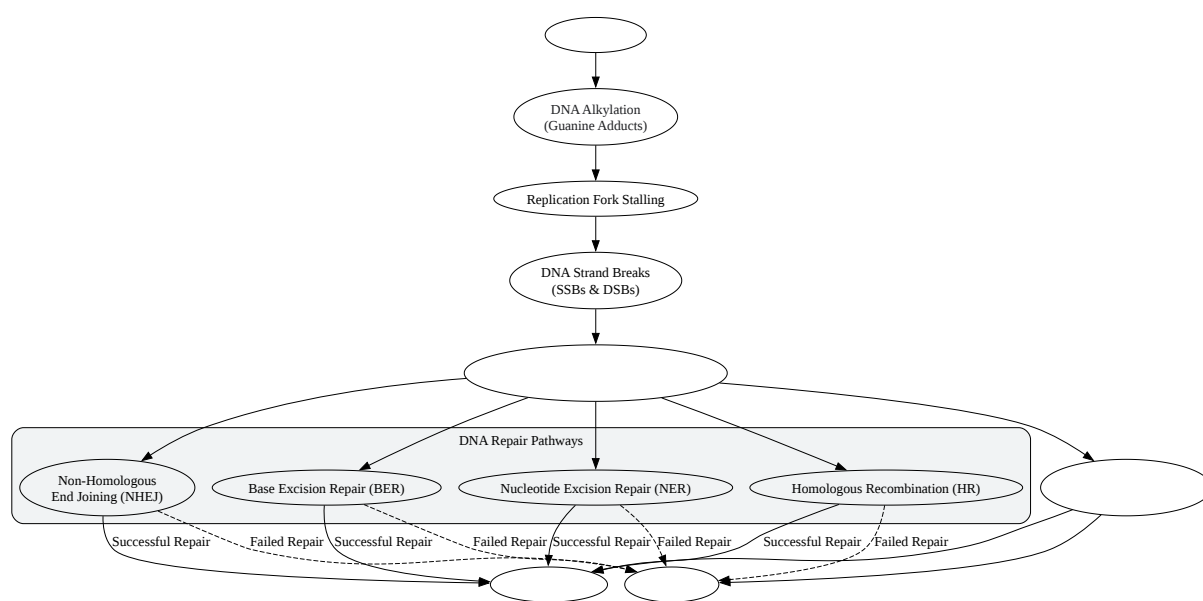 DNA Alkylation
(Guanine Adducts)
Replication Fork Stalling
DNA Strand Breaks
(SSBs & DSBs)
DNA Repair Pathways
Non-Homologous
End Joining (NHEJ)
Base Excision Repair (BER)
Nucleotide Excision Repair (NER)
Homologous Recombination (HR)
Successful Repair
Failed Repair
Successful Repair
Failed Repair
Successful Repair
Failed Repair
Successful Repair
Failed Repair